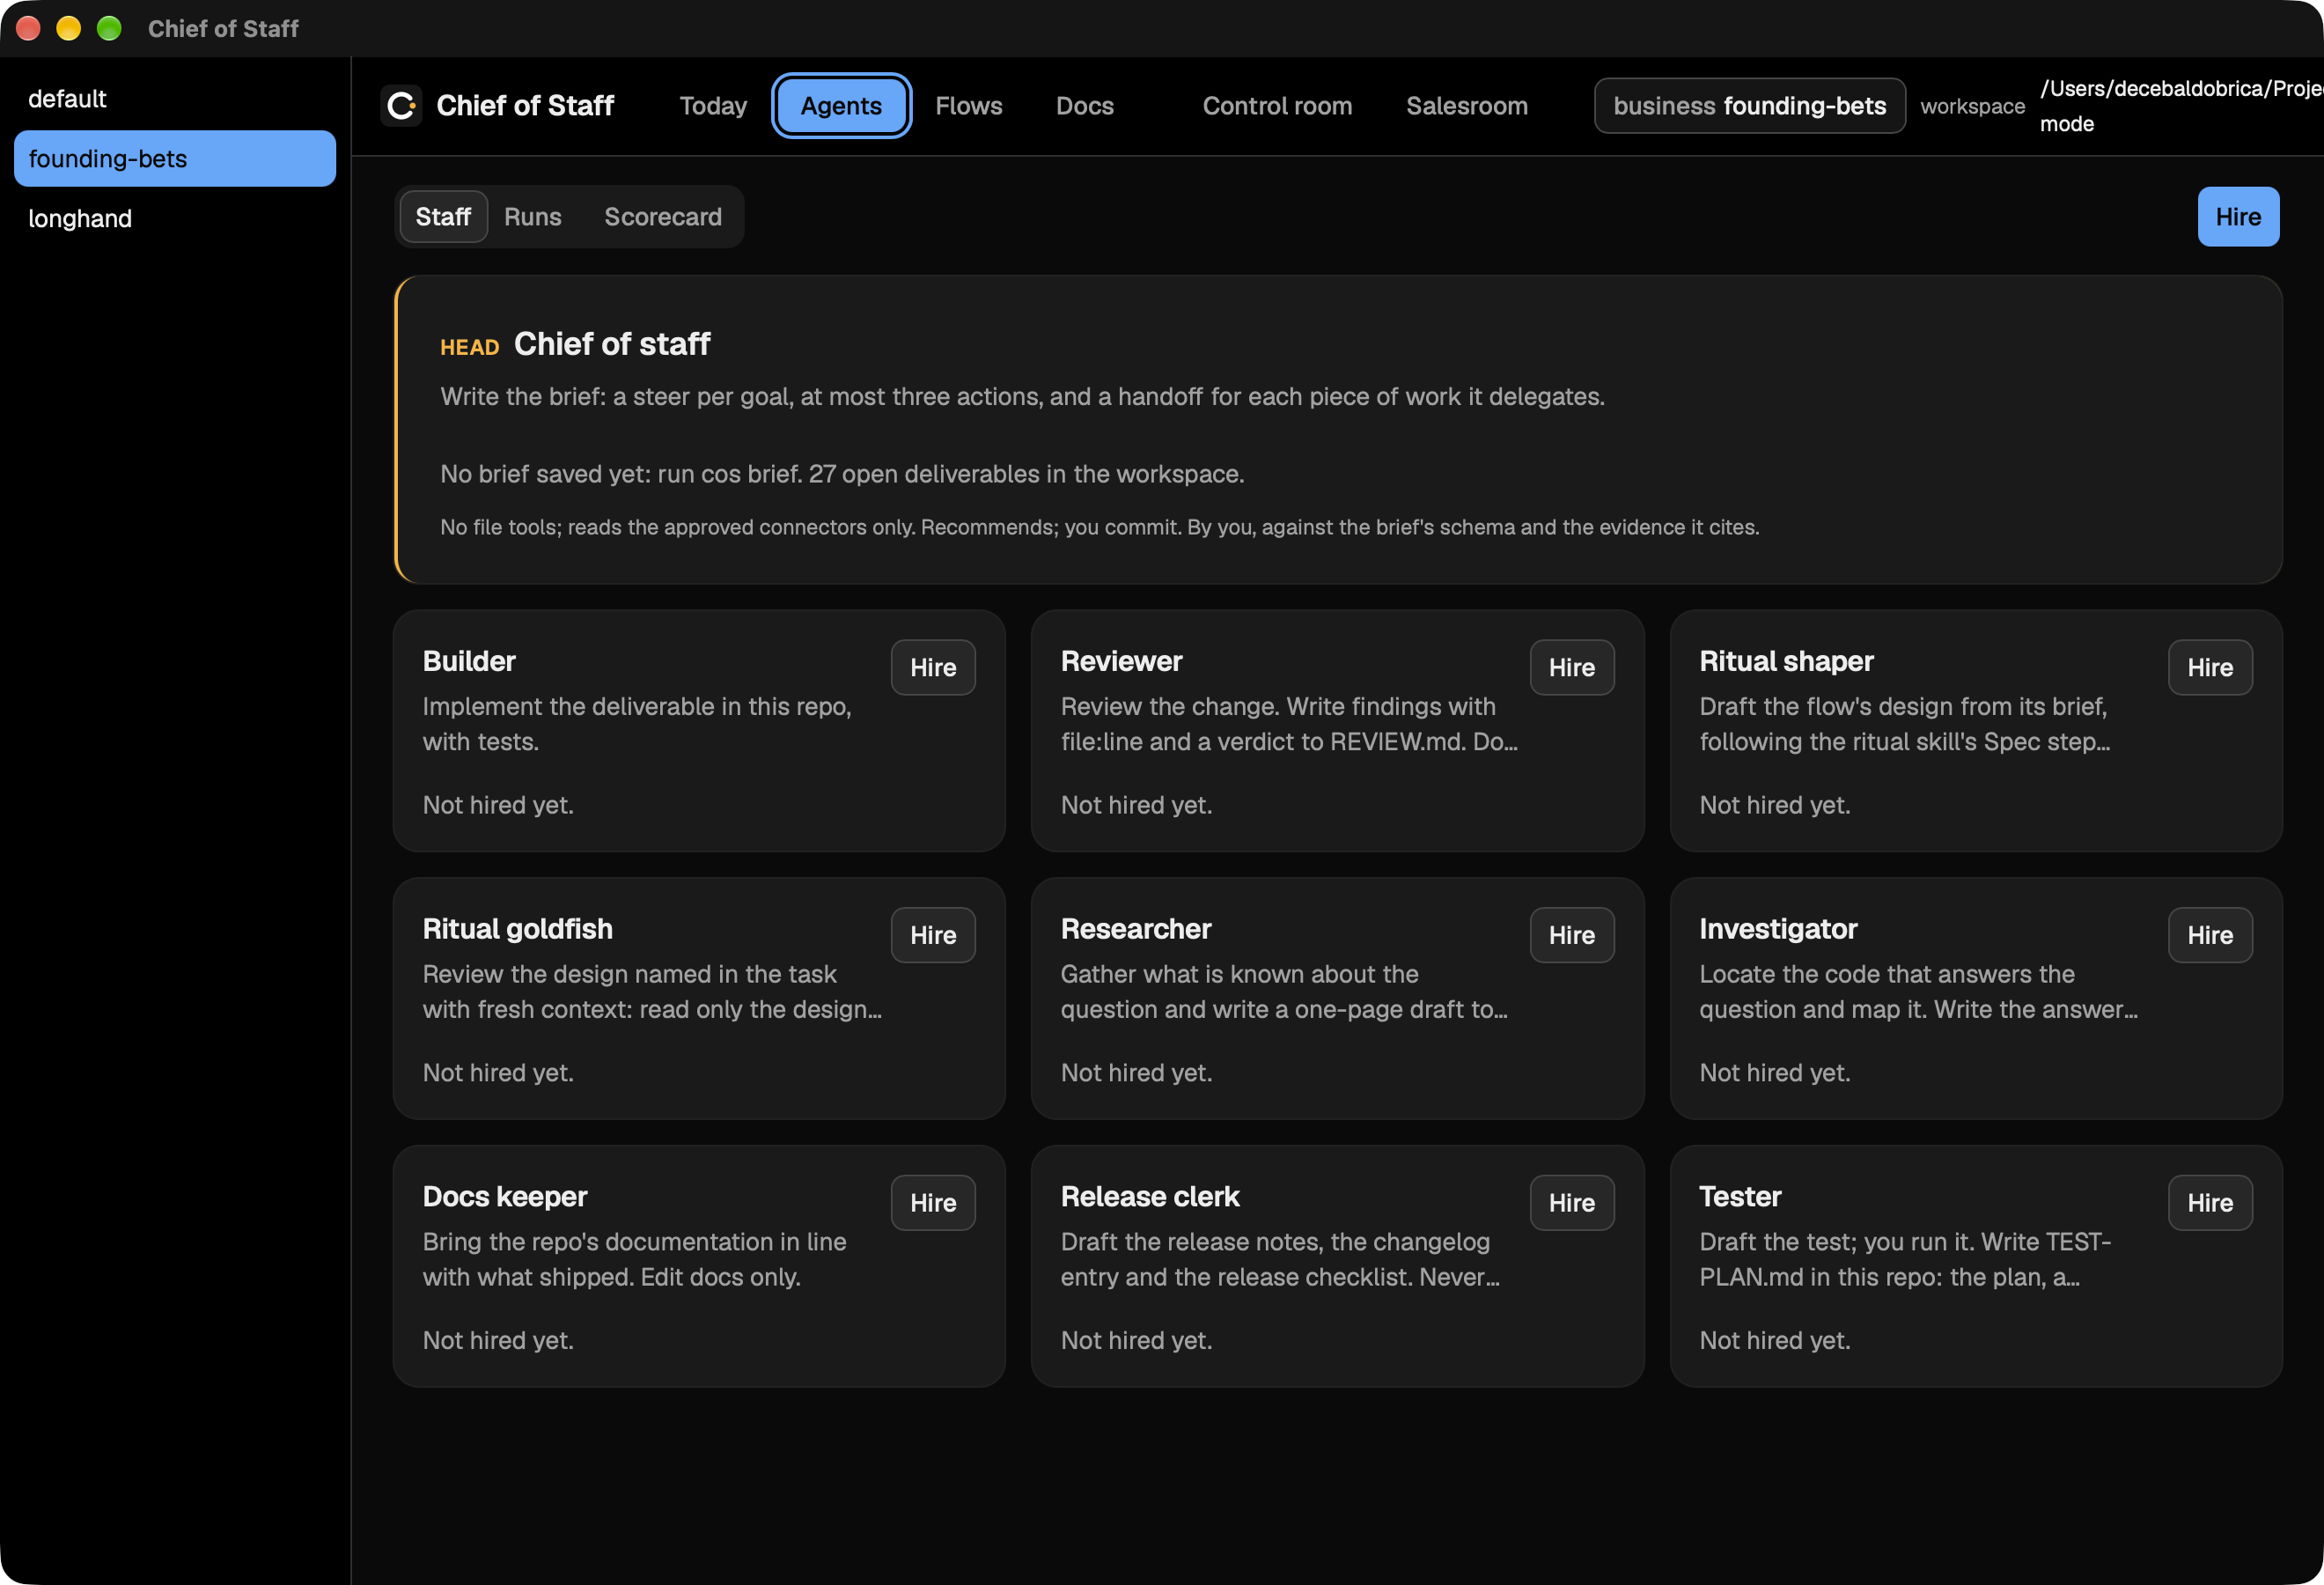 Chief of Staff
default
founding-bets
longhand
Chief of Staff
Today
Agents
Flows
Docs
Control room
Salesroom
business founding-bets
workspace
mode
Staff
Runs
Scorecard
Hire
HEAD Chief of staff
Write the brief: a steer per goal, at most three actions, and a handoff for each piece of work it delegates.
No brief saved yet: run cos brief. 27 open deliverables in the workspace.
No file tools; reads the approved connectors only. Recommends; you commit. By you, against the brief's schema and the evidence it cites.
Builder
Hire
Implement the deliverable in this repo,
with tests.
Not hired yet.
Reviewer
Hire
Review the change. Write findings with
file:line and a verdict to REVIEW.md. Do...
Not hired yet.
Ritual shaper
Hire
Draft the flow's design from its brief,
following the ritual skill's Spec step...
Not hired yet.
Ritual goldfish
Hire
Review the design named in the task
with fresh context: read only the design...
Not hired yet.
Researcher
Hire
Gather what is known about the
question and write a one-page draft to...
Not hired yet.
Investigator
Hire
Locate the code that answers the
question and map it. Write the answer...
Not hired yet.
Docs keeper
Hire
Bring the repo's documentation in line
with what shipped. Edit docs only.
Not hired yet.
Release clerk
Hire
Draft the release notes, the changelog
entry and the release checklist. Never...
Not hired yet.
Tester
Hire
Draft the test; you run it. Write TEST-
PLAN.md in this repo: the plan, a...
Not hired yet.